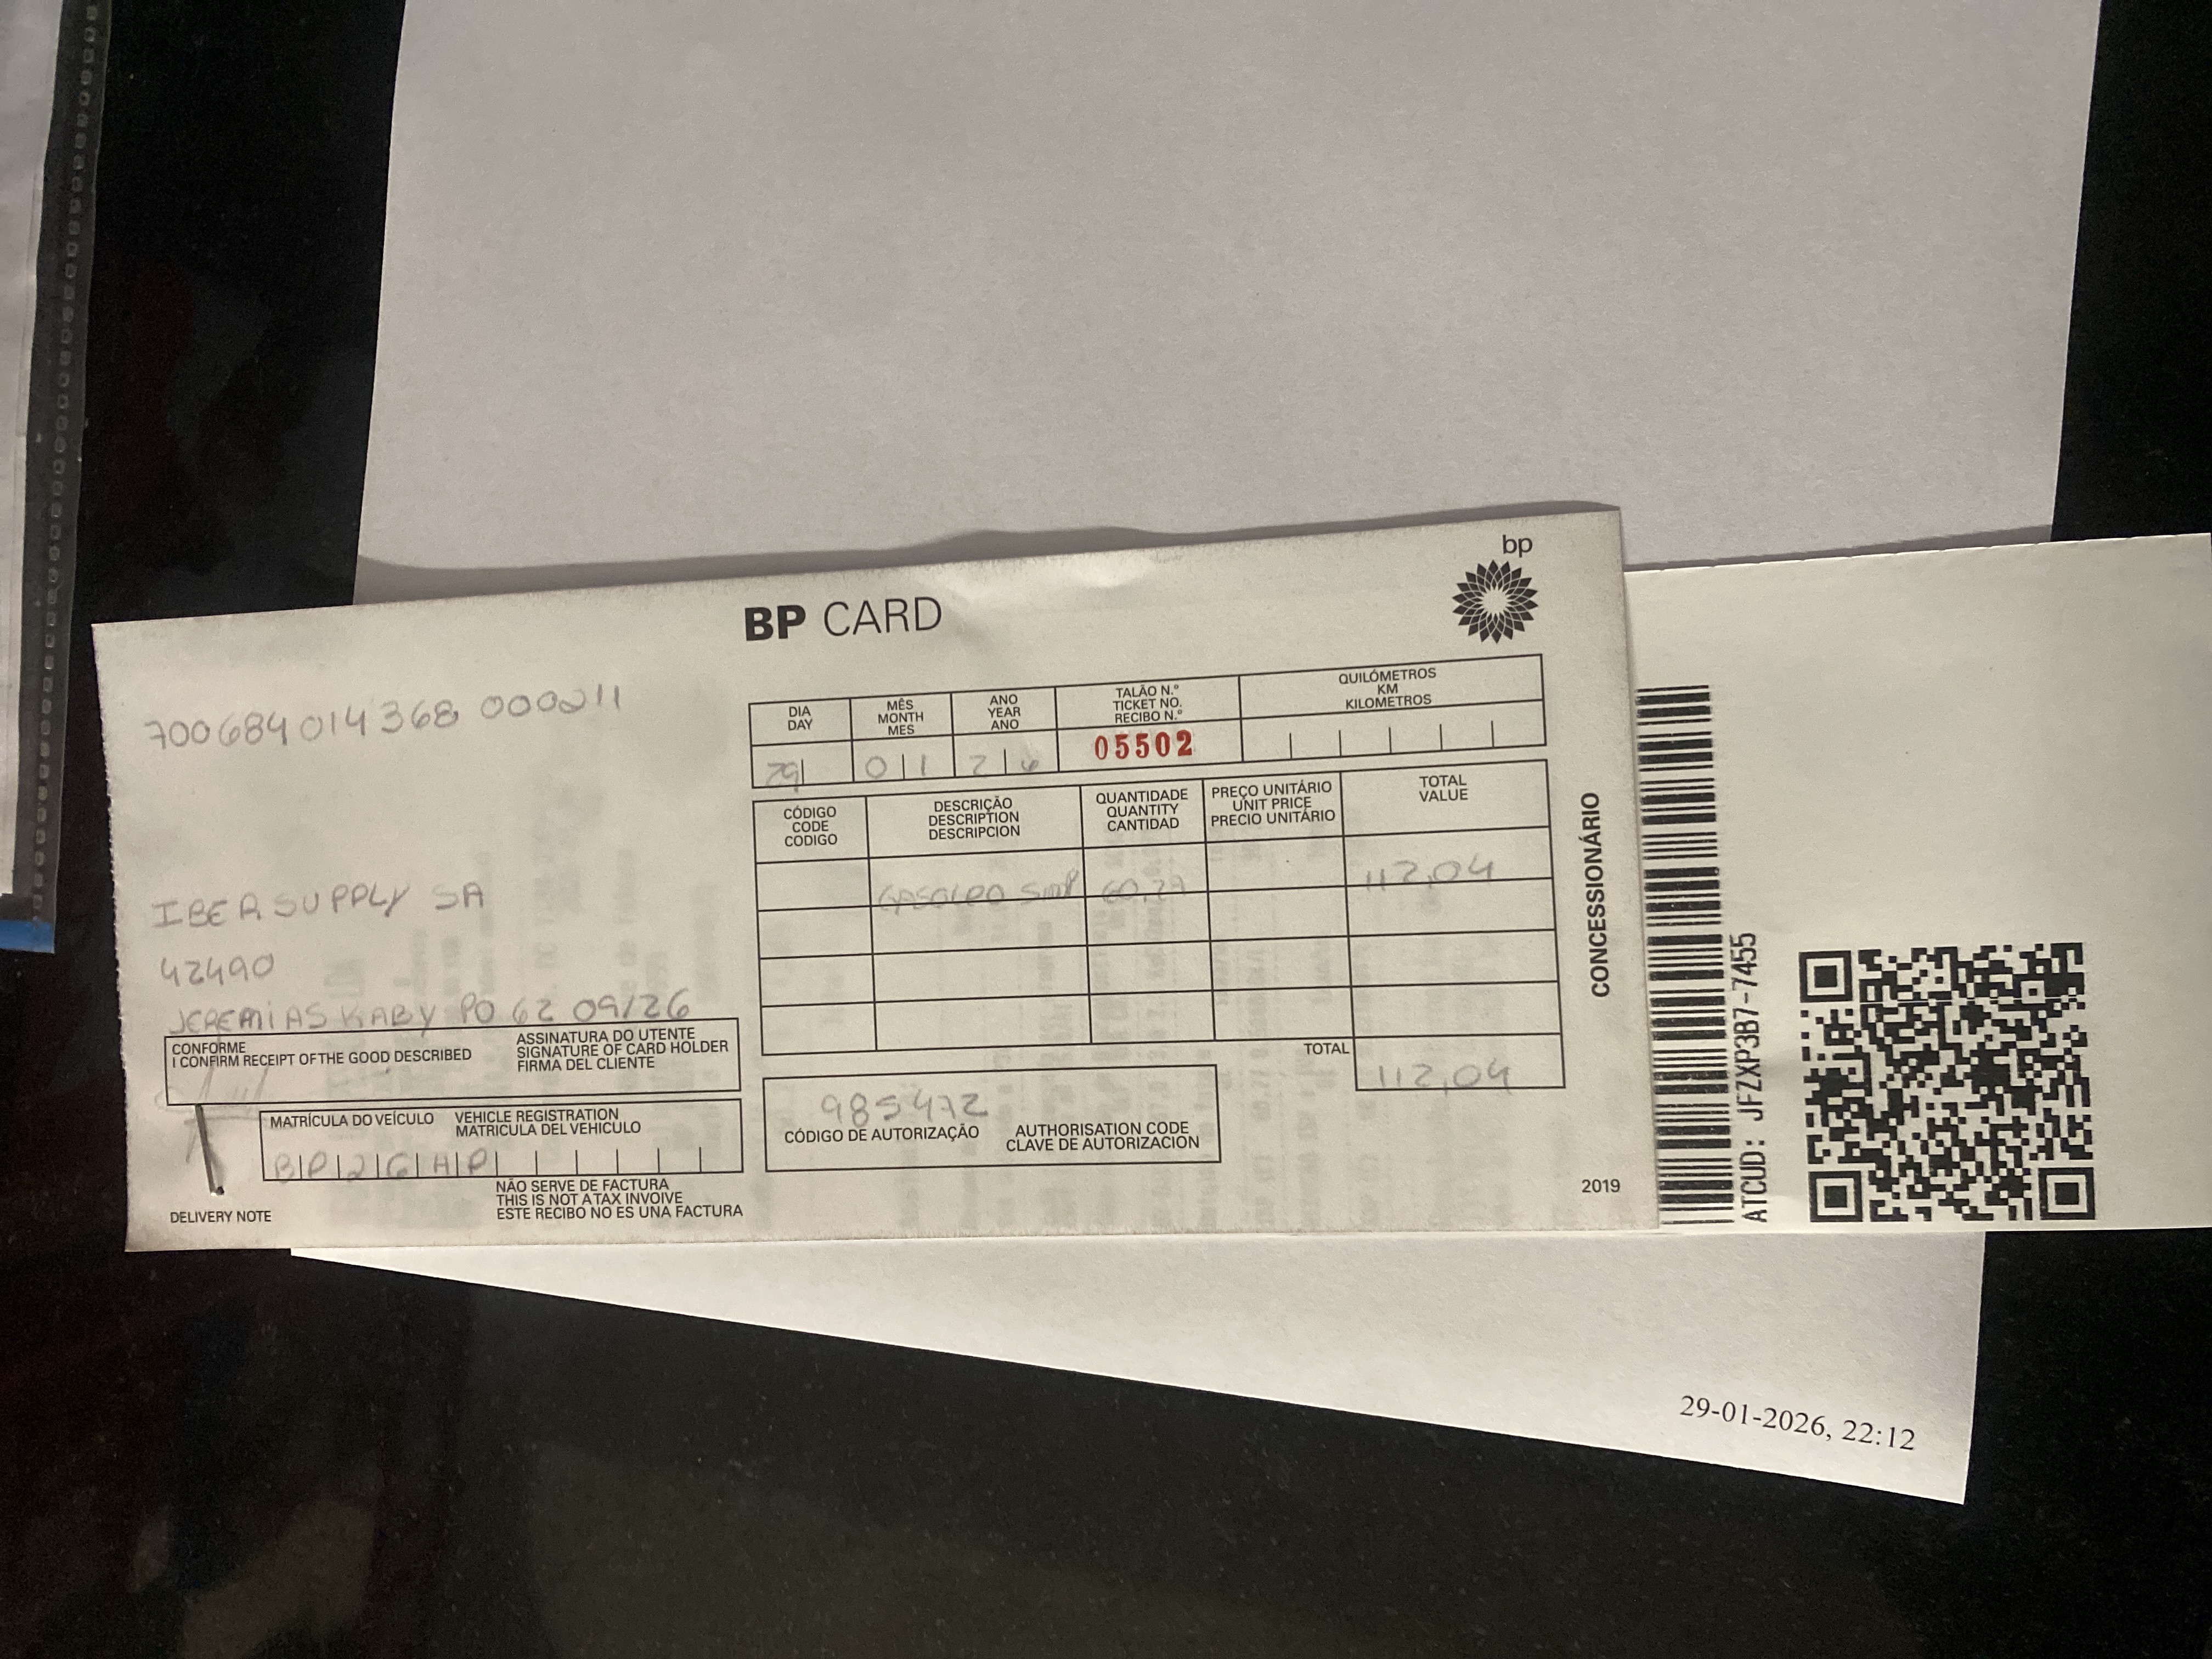 bp
BP CARD
700684014368 000211
DIA
DAY
MÊS
MONTH
MES
ANO
YEAR
ANO
TALÃO N.º
TICKET NO.
RECIBO N.º
QUILÓMETROS
KM
KILOMETROS
29 01 26 05502
CÓDIGO
CODE
CODIGO
DESCRIÇÃO
DESCRIPTION
DESCRIPCION
QUANTIDADE
QUANTITY
CANTIDAD
PREÇO UNITÁRIO
UNIT PRICE
PRECIO UNITÁRIO
TOTAL
VALUE
112,04
IBERSUPPLY SA
42490
JEREMIAS KABY PO 62 09/26
CONFORME
I CONFIRM RECEIPT OF THE GOOD DESCRIBED
ASSINATURA DO UTENTE
SIGNATURE OF CARD HOLDER
FIRMA DEL CLIENTE
TOTAL
112,04
MATRÍCULA DO VEÍCULO VEHICLE REGISTRATION
MATRICULA DEL VEHICULO
BP26HP
985472
CÓDIGO DE AUTORIZAÇÃO
AUTHORISATION CODE
CLAVE DE AUTORIZACION
NÃO SERVE DE FACTURA
THIS IS NOT A TAX INVOIVE
ESTE RECIBO NO ES UNA FACTURA
DELIVERY NOTE
2019
CONCESSIONÁRIO
ATCUD: JFZXP3B7-7455
29-01-2026, 22:12